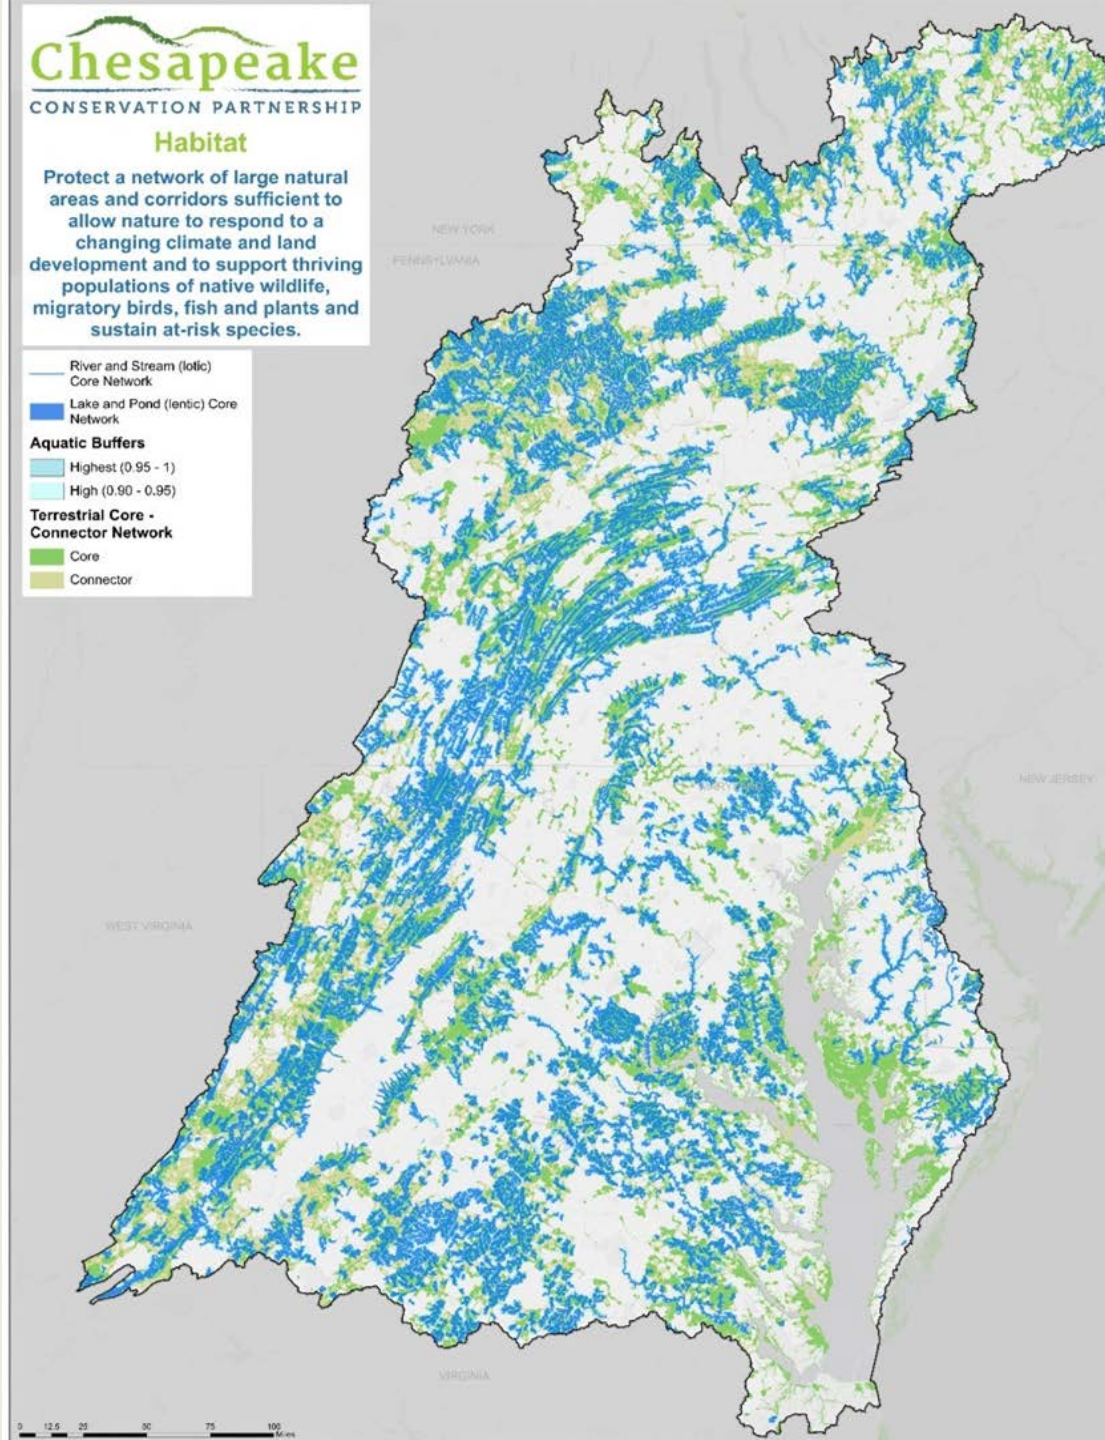 Chesapeake
CONSERVATION PARTNERSHIP
Habitat
Protect a network of large natural
areas and corridors sufficient to
allow nature to respond to a
changing climate and land
development and to support thriving
populations of native wildlife,
migratory birds, fish and plants and
sustain at-risk species.
River and Stream (lotic)
Core Network
Lake and Pond (lentic) Core
Network
Aquatic Buffers
Highest (0.95 - 1)
High (0.90 - 0.95)
Terrestrial Core -
Connector Network
Core
Connector
NEW YORK
PENNSYLVANIA
MARYLAND
NEW JERSEY
WEST VIRGINIA
VIRGINIA
0 12.5 25 50 75 100
Miles